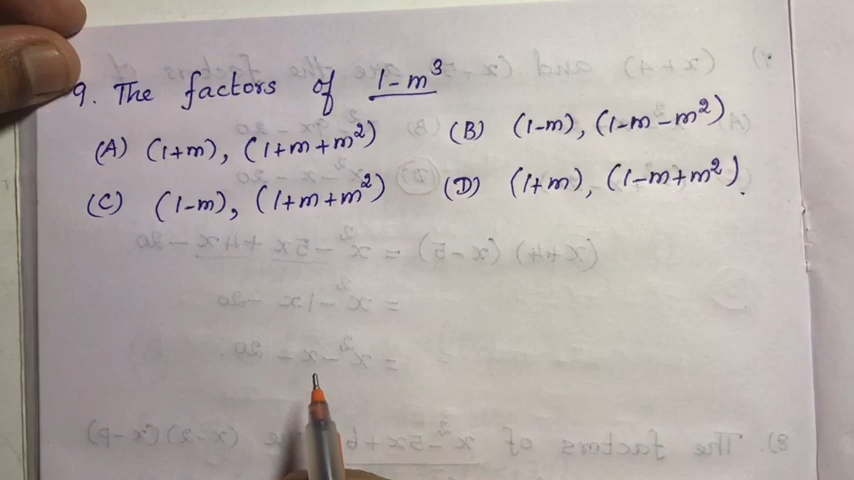 9. The factors of 1-m³
(A) (1+m), (1+m+m²) (B) (1-m), (1-m-m²)
(C) (1-m), (1+m+m²) (D) (1+m), (1-m+m²).